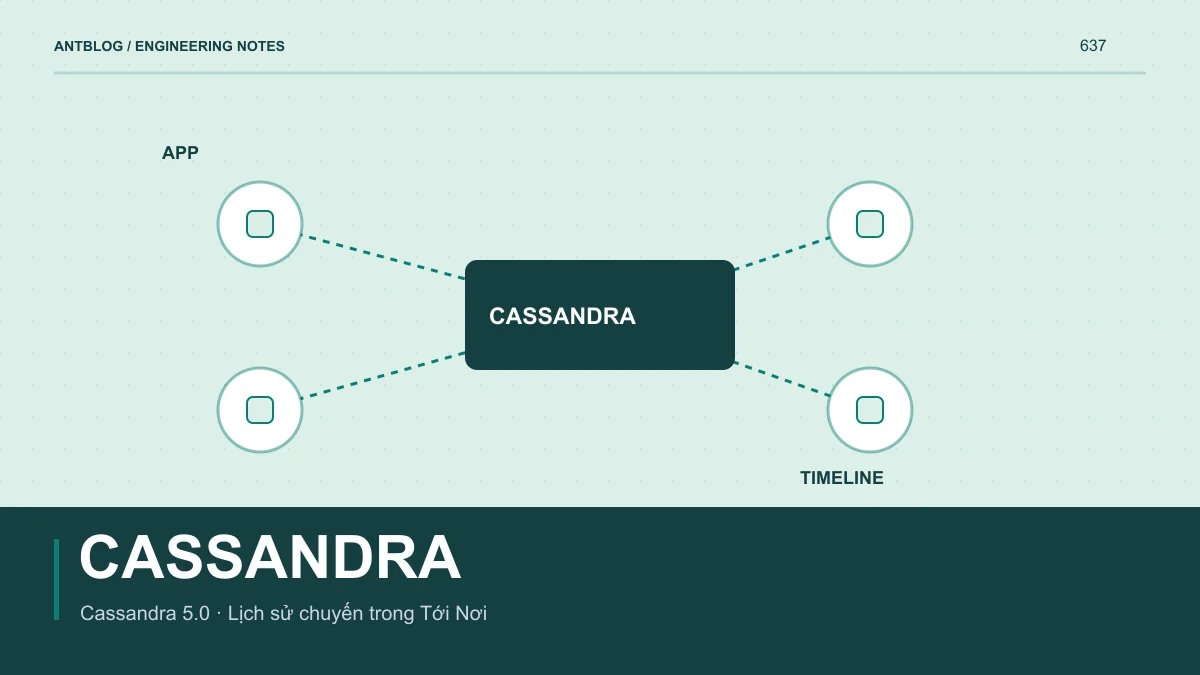 ANTBLOG / ENGINEERING NOTES
637
APP
CASSANDRA
TIMELINE
CASSANDRA
Cassandra 5.0 · Lịch sử chuyến trong Tới Nơi